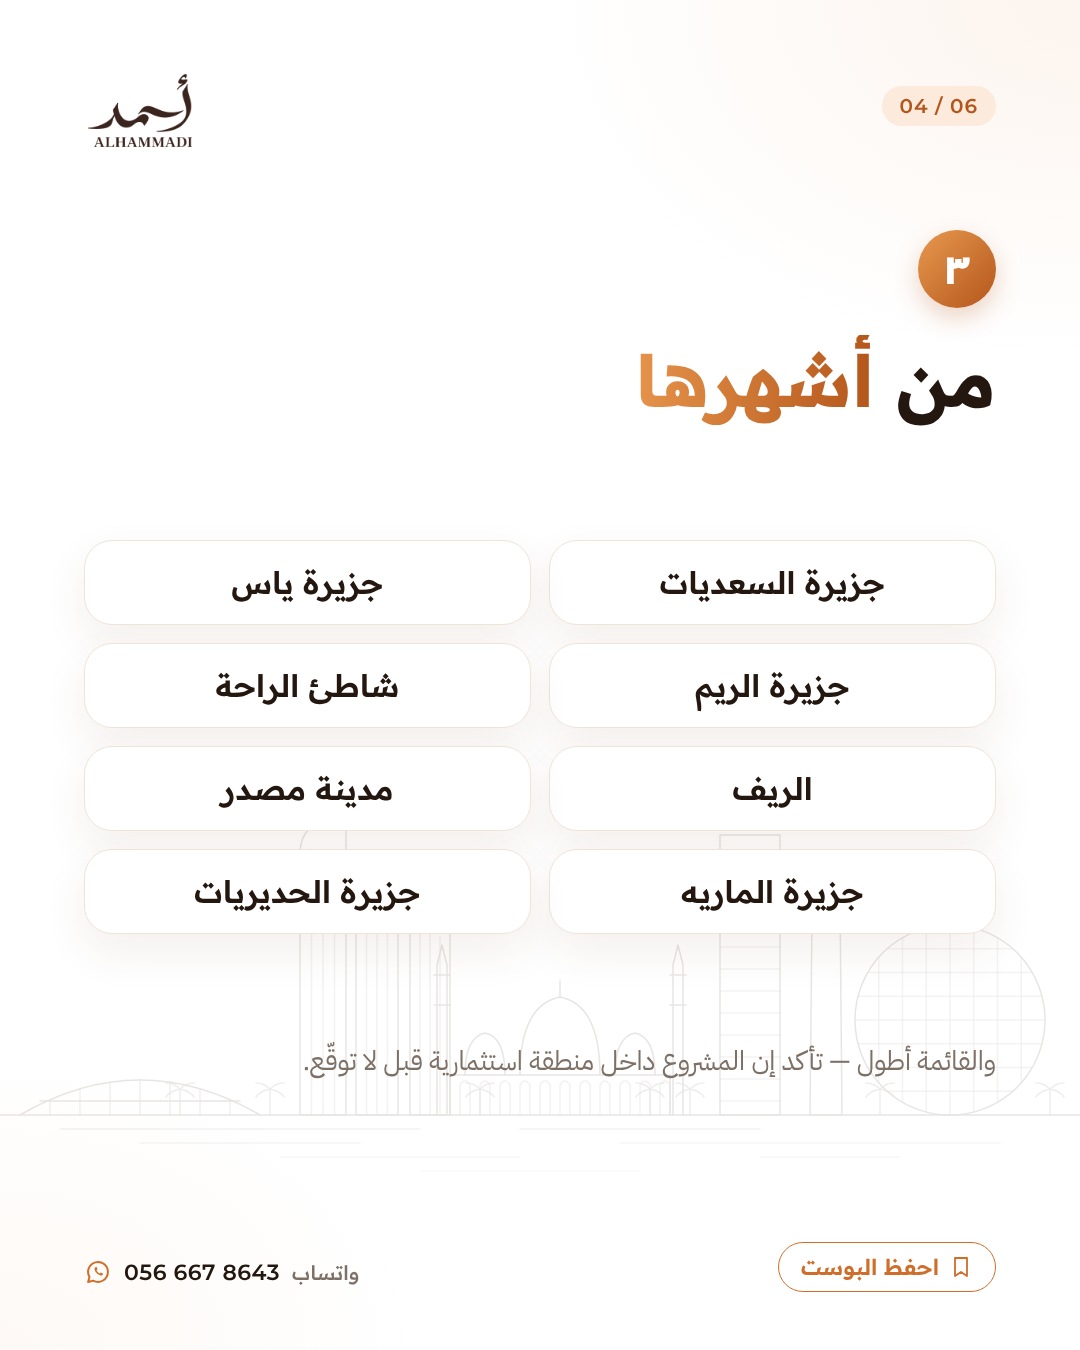 أحمد
ALHAMMADI
04 / 06
٣
من أشهرها
جزيرة السعديات
جزيرة ياس
جزيرة الريم
شاطئ الراحة
الريف
مدينة مصدر
جزيرة الماريه
جزيرة الحديريات
والقائمة أطول — تأكد إن المشروع داخل منطقة استثمارية قبل لا توقّع.
احفظ البوست
واتساب 056 667 8643